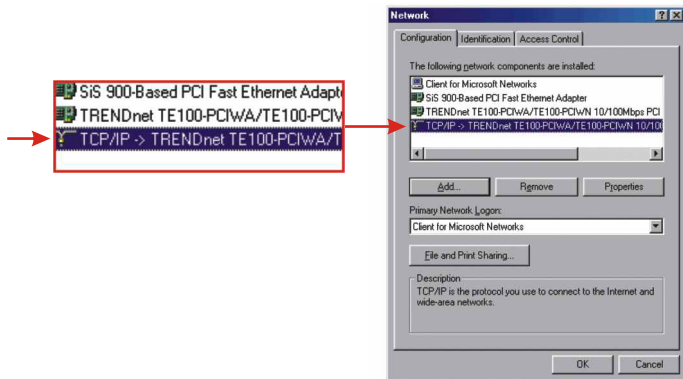 SiS 900-Based PCI Fast Ethernet Adapt
TRENDnet TE100-PCIWA/TE100-PCIV
TCP/IP -> TRENDnet TE100-PCIWA/T
Network
Configuration Identification Access Control
The following network components are installed:
Client for Microsoft Networks
SiS 900-Based PCI Fast Ethernet Adapter
TRENDnet TE100-PCIWA/TE100-PCIWN 10/100Mbps PCI
TCP/IP -> TRENDnet TE100-PCIWA/TE100-PCIWN 10/100
Add... Remove Properties
Primary Network Logon:
Client for Microsoft Networks
File and Print Sharing...
Description
TCP/IP is the protocol you use to connect to the Internet and
wide-area networks.
OK Cancel